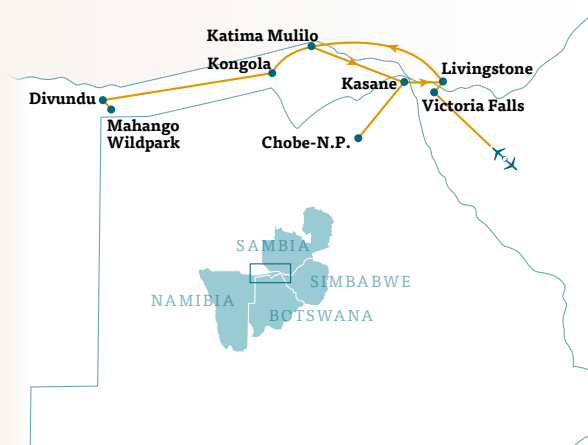 Katima Mulilo
Kongola
Livingstone
Kasane
Divundu
Victoria Falls
Mahango
Wildpark
Chobe-N.P.
SAMBIA
SIMBABWE
NAMIBIA
BOTSWANA